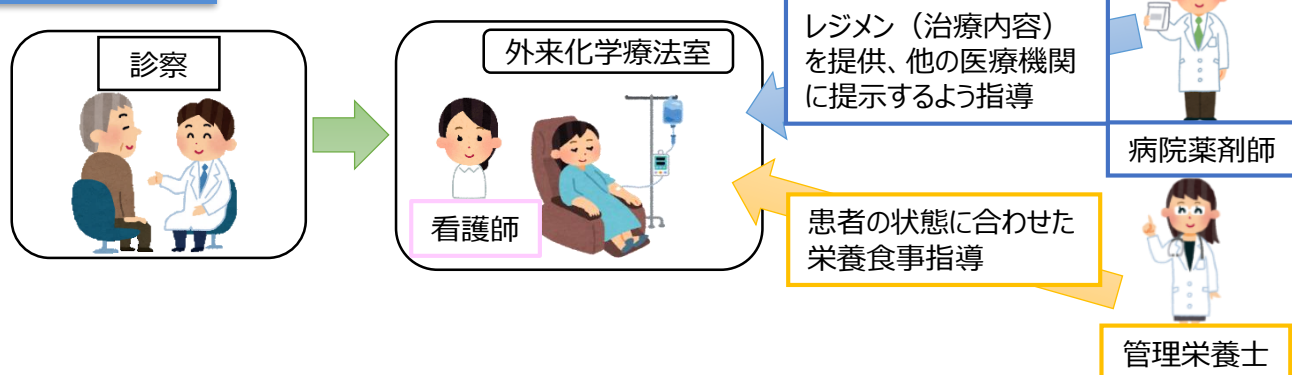 診察
外来化学療法室
看護師
レジメン（治療内容）
を提供、他の医療機関
に提示するよう指導
病院薬剤師
患者の状態に合わせた
栄養食事指導
管理栄養士